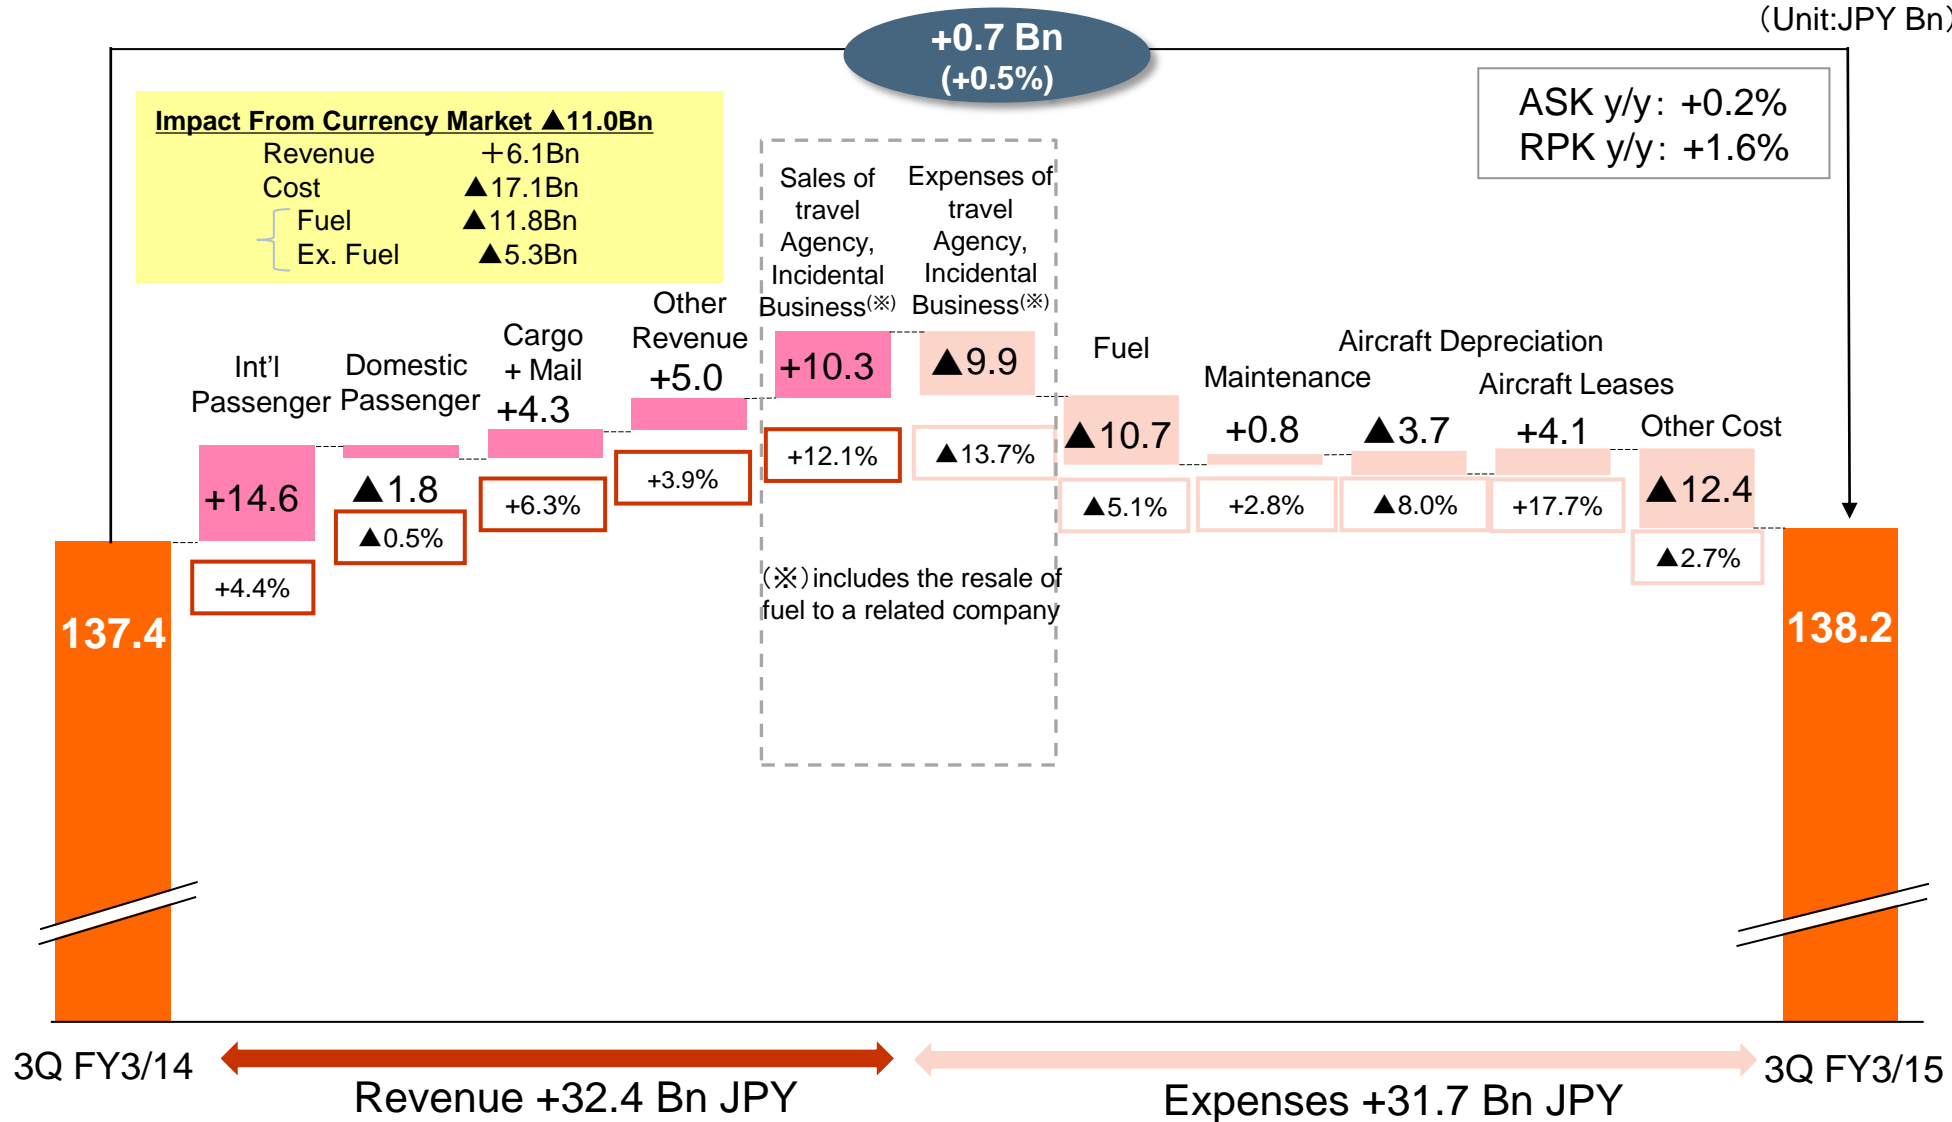 （Unit:JPY Bn）
+0.7 Bn
(+0.5%)
ASK y/y: +0.2%
RPK y/y: +1.6%
Impact From Currency Market ▲11.0Bn
Revenue ＋6.1Bn
Cost ▲17.1Bn
Fuel ▲11.8Bn
Ex. Fuel ▲5.3Bn
137.4
Int'l
Passenger
+14.6
+4.4%
Domestic
Passenger
▲1.8
▲0.5%
Cargo
+ Mail
+4.3
+6.3%
Other
Revenue
+5.0
+3.9%
Sales of
travel
Agency,
Incidental
Business(※)
+10.3
+12.1%
Expenses of
travel
Agency,
Incidental
Business(※)
▲9.9
▲13.7%
（※）includes the resale of
fuel to a related company
Fuel
▲10.7
▲5.1%
Maintenance
+0.8
+2.8%
Aircraft Depreciation
▲3.7
▲8.0%
Aircraft Leases
+4.1
+17.7%
Other Cost
▲12.4
▲2.7%
138.2
3Q FY3/14
Revenue +32.4 Bn JPY
Expenses +31.7 Bn JPY
3Q FY3/15